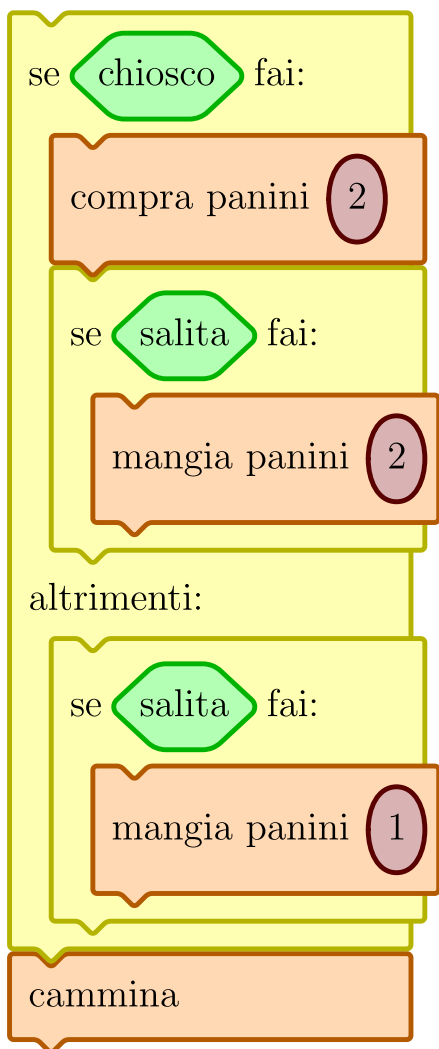 se chiosco fai:
compra panini 2
se salita fai:
mangia panini 2
altrimenti:
se salita fai:
mangia panini 1
cammina